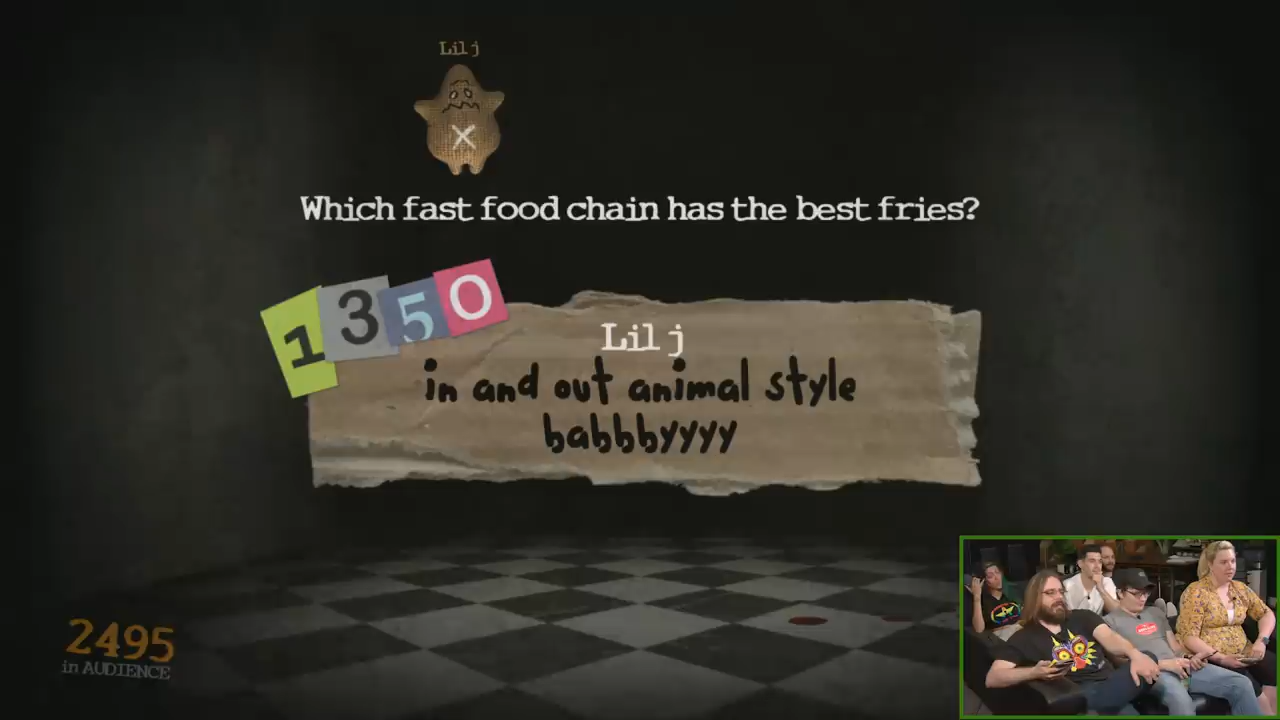 Lil j
Which fast food chain has the best fries?
1350
Lil j
in and out animal style
babbbyyyy
2495
in AUDIENCE